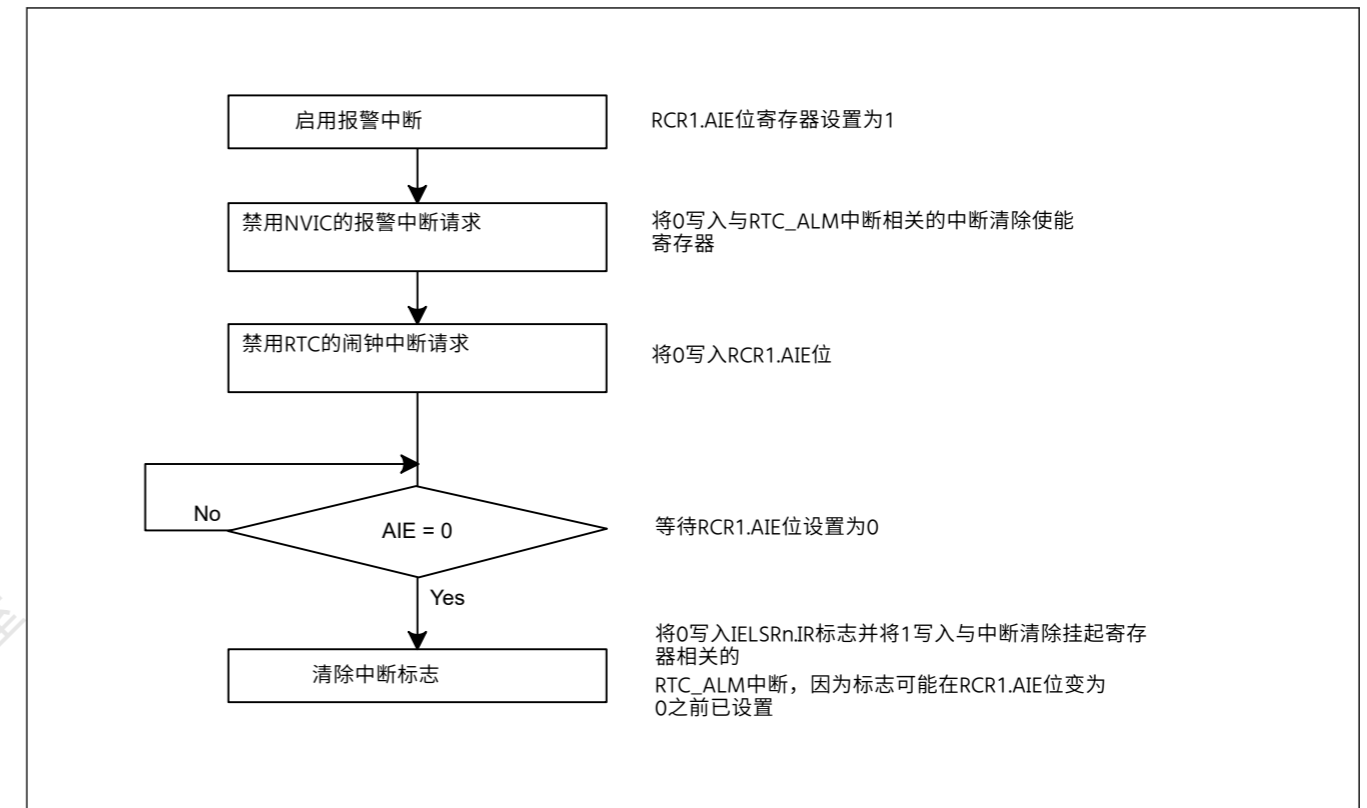 启用报警中断
RCR1.AIE位寄存器设置为1
禁用NVIC的报警中断请求
将0写入与RTC_ALM中断相关的中断清除使能
寄存器
禁用RTC的闹钟中断请求
将0写入RCR1.AIE位
No
AIE = 0
等待RCR1.AIE位设置为0
Yes
将0写入IELSRn.IR标志并将1写入与中断清除挂起寄存
器相关的
清除中断标志
RTC_ALM中断，因为标志可能在RCR1.AIE位变为
0之前已设置